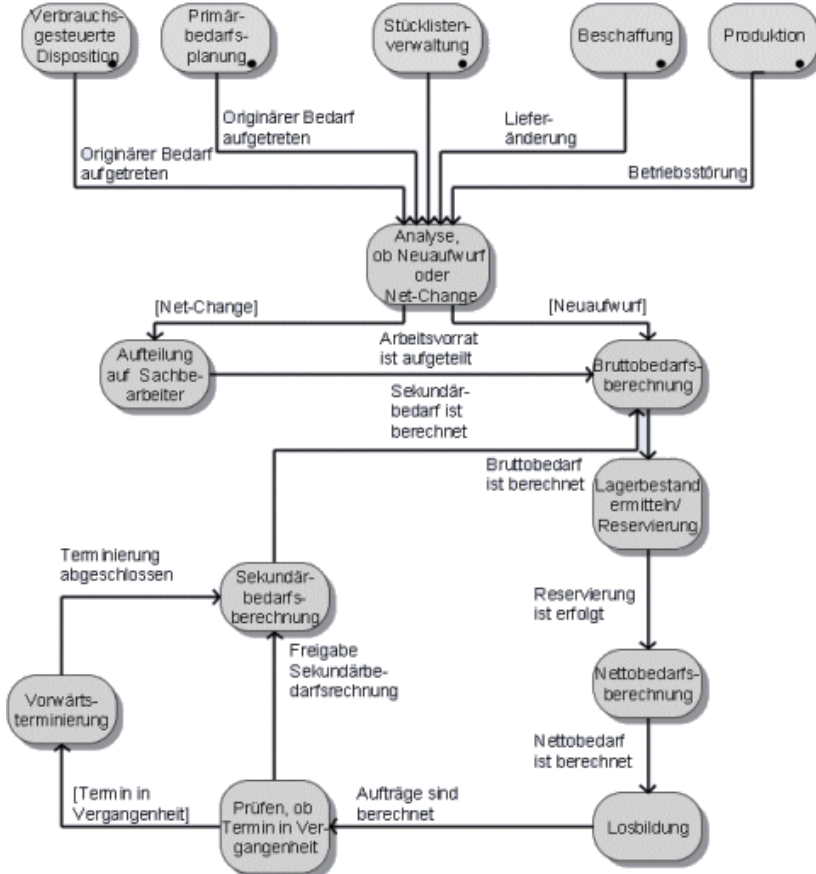 Verbrauchs-
gesteuerte
Disposition
Primär-
bedarfs-
planung
Stücklisten-
verwaltung
Beschaffung
Produktion
Originärer Bedarf
aufgetreten
Originärer Bedarf
aufgetreten
Liefer-
änderung
Betriebsstörung
Analyse,
ob Neuaufwurf
oder
Net-Change
[Net-Change]
[Neuaufwurf]
Aufteilung
auf Sachbe-
arbeiter
Arbeitsvorrat
ist aufgeteilt
Bruttobedarfs-
berechnung
Sekundär-
bedarf ist
berechnet
Bruttobedarf
ist berechnet
Lagerbestand
ermitteln/
Reservierung
Terminierung
abgeschlossen
Sekundär-
bedarfs-
berechnung
Reservierung
ist erfolgt
Freigabe
Sekundärbe-
darfsrechnung
Vorwärts-
terminierung
Nettobedarfs-
berechnung
Nettobedarf
ist berechnet
[Termin in
Vergangenheit]
Prüfen, ob
Termin in Ver-
gangenheit
Aufträge sind
berechnet
Losbildung